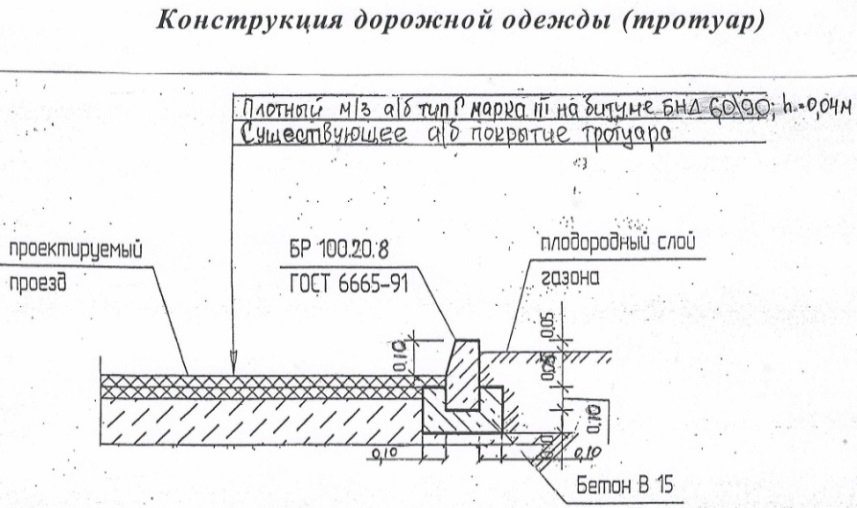 Конструкция дорожной одежды (тротуар)
Плотный м/з а/б тип Г марка III на битуме БНД 60/90; h=0,04м
Существующее а/б покрытие тротуара
проектируемый
проезд
БР 100.20.8
ГОСТ 6665-91
плодородный слой
газона
0,10
0,05
0,05
0,10
0,10
0,10
0,10
Бетон В 15